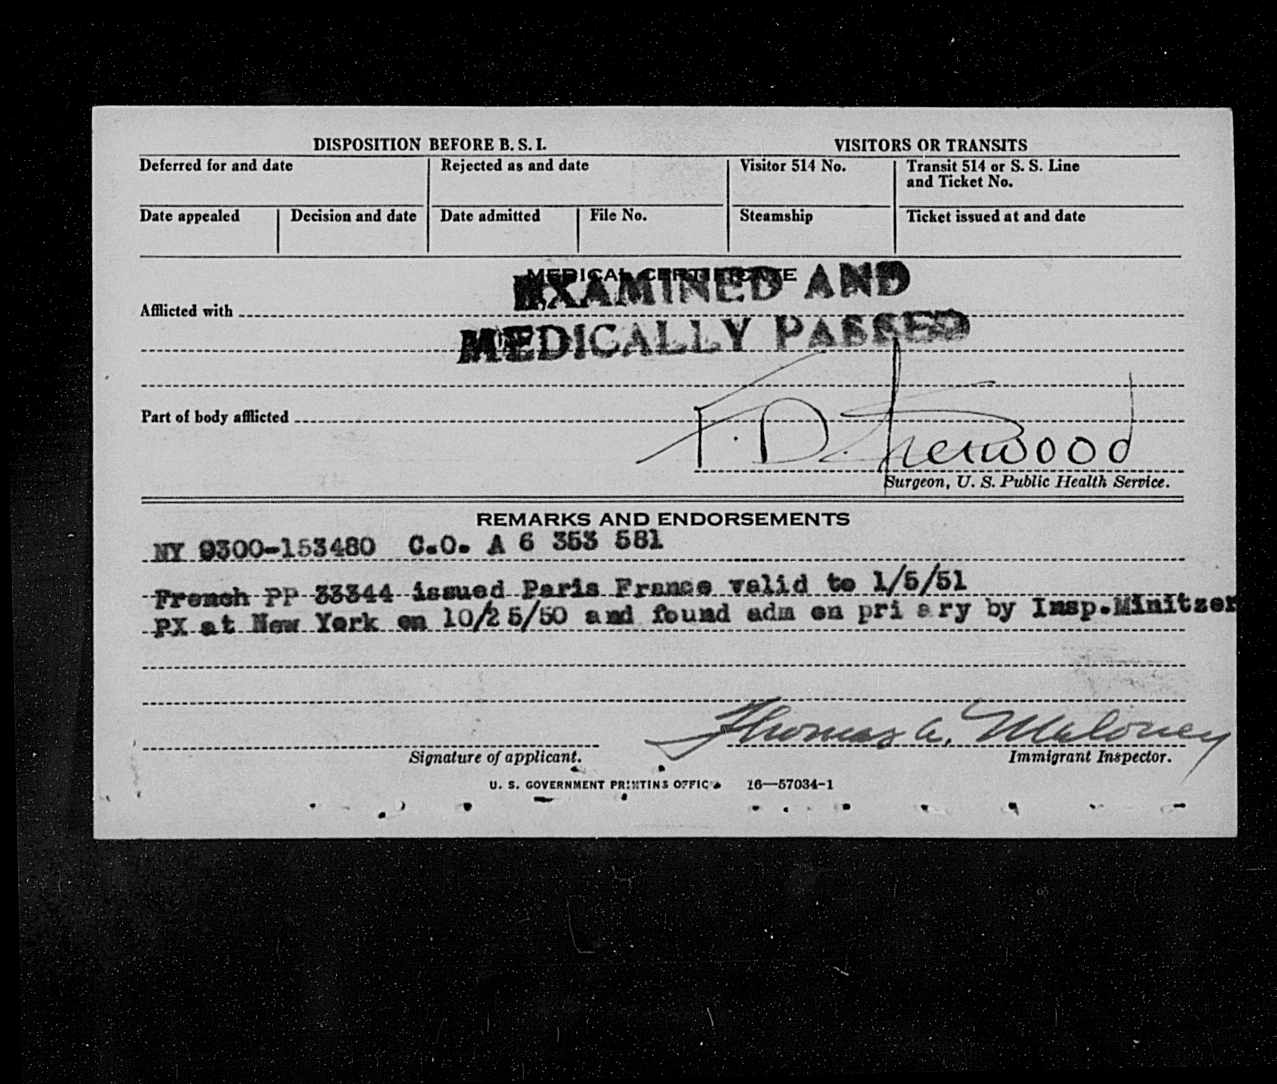 DISPOSITION BEFORE B. S. I.
VISITORS OR TRANSITS
Deferred for and date
Rejected as and date
Visitor 514 No.
Transit 514 or S. S. Line
and Ticket No.
Date appealed
Decision and date
Date admitted
File No.
Steamship
Ticket issued at and date
MEDICAL CERTIFICATE
EXAMINED AND
Afflicted with
MEDICALLY PASSED
Part of body afflicted
F. D. Sherwood
Surgeon, U. S. Public Health Service.
REMARKS AND ENDORSEMENTS
NY 9300-153480 C.O. A 6 353 581
French PP 33344 issued Paris France valid to 1/5/51
PX at New York on 10/25/50 and found adm on pri ary by Insp.Minitzer
Thomas A. Maloney
Signature of applicant.
Immigrant Inspector.
U. S. GOVERNMENT PRINTING OFFICE 16—57034-1